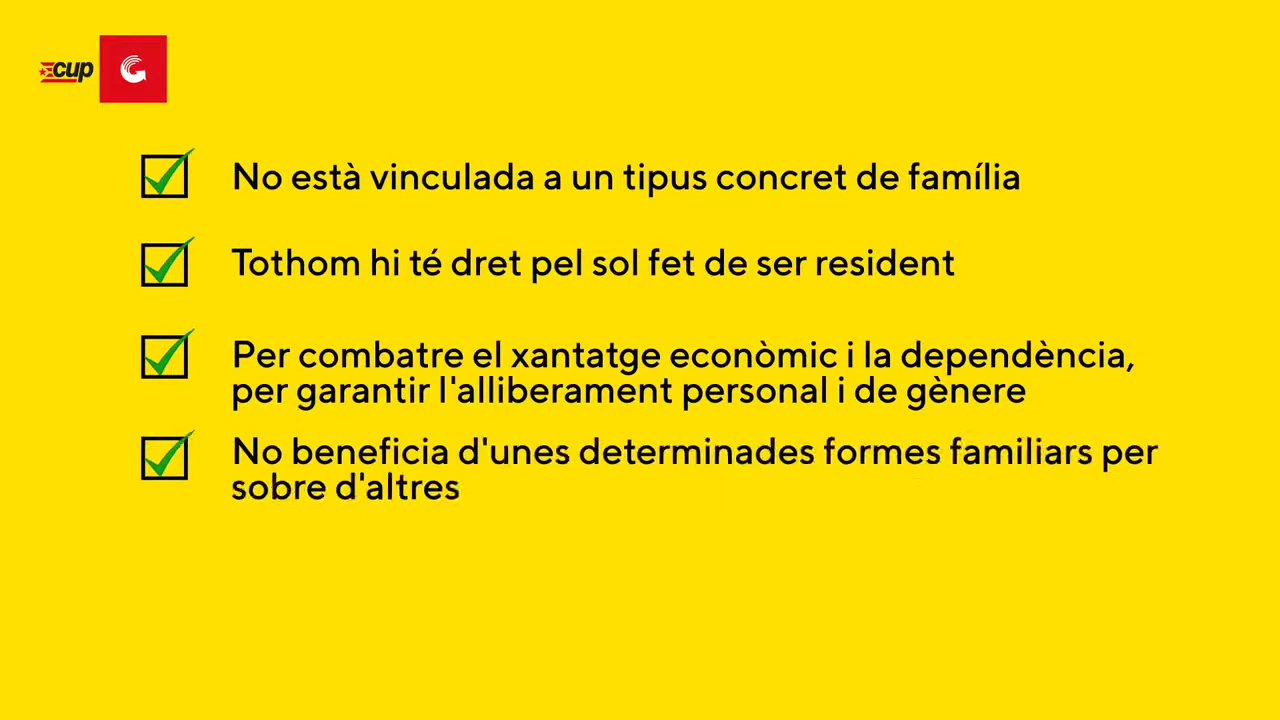 cup
No està vinculada a un tipus concret de família
Tothom hi té dret pel sol fet de ser resident
Per combatre el xantatge econòmic i la dependència,
per garantir l'alliberament personal i de gènere
No beneficia d'unes determinades formes familiars per
sobre d'altres